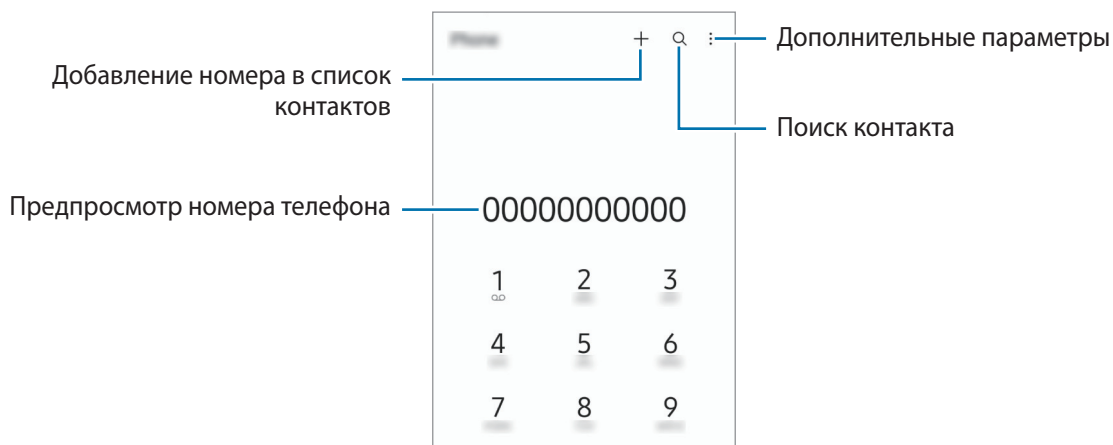 Phone
Дополнительные параметры
Добавление номера в список
контактов
Поиск контакта
Предпросмотр номера телефона
00000000000
1 2 3
4 5 6
7 8 9